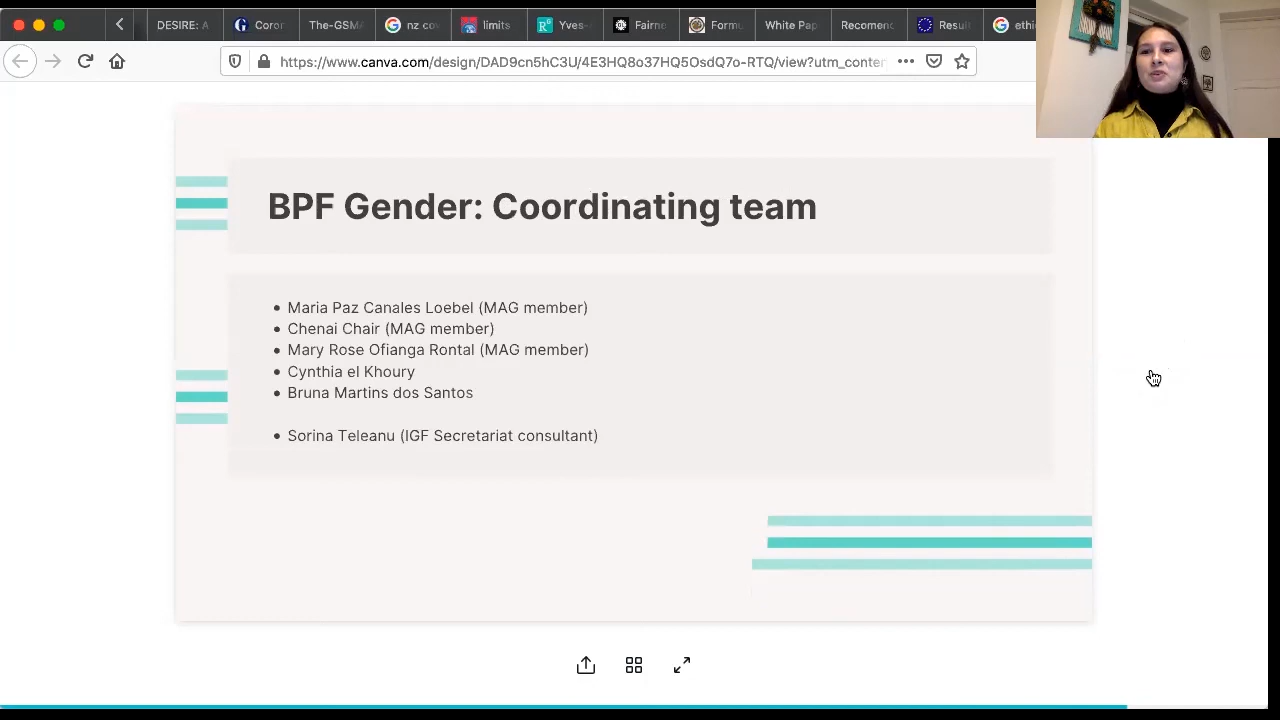 DESIRE: A
Coror
The-GSMA
nz co
limits
Yves-
Fairn
Form
White Pap
Recomen
Resul
ethi
https://www.canva.com/design/DAD9cn5hC3U/4E3HQ8o37HQ5OsdQ7o-RTQ/view?utm_conter
BPF Gender: Coordinating team
• Maria Paz Canales Loebel (MAG member)
• Chenai Chair (MAG member)
• Mary Rose Ofianga Rontal (MAG member)
• Cynthia el Khoury
• Bruna Martins dos Santos
• Sorina Teleanu (IGF Secretariat consultant)